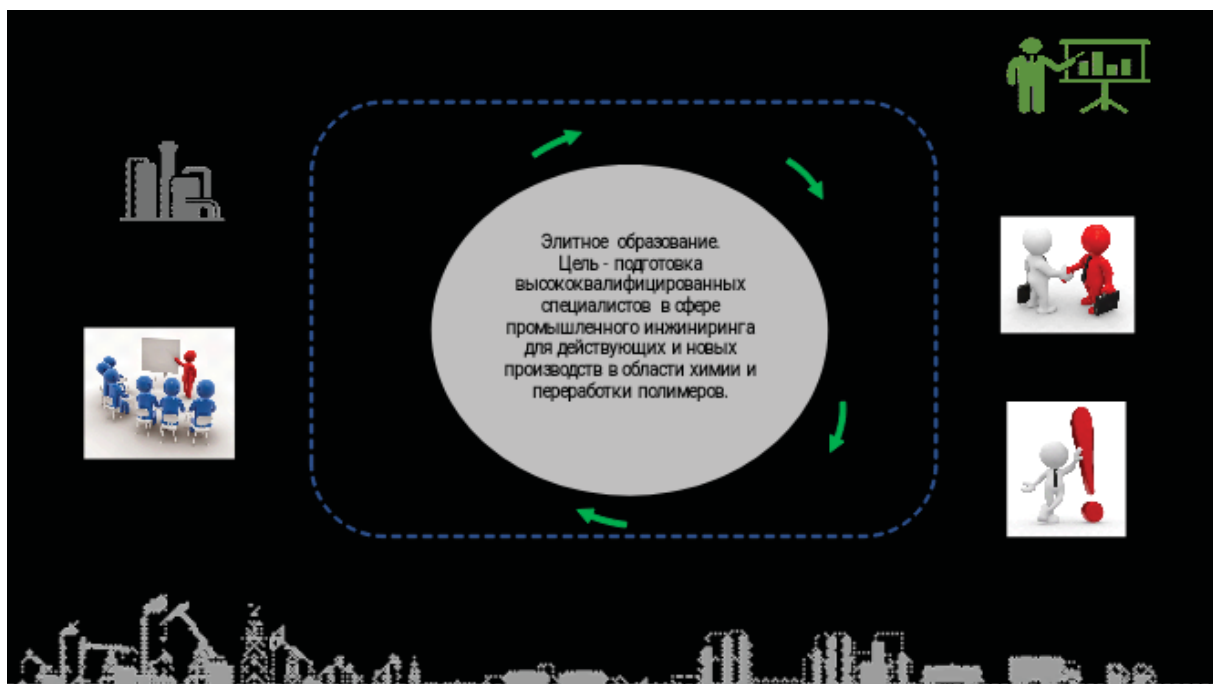 Элитное образование.
Цель - подготовка
высококвалифицированных
специалистов в сфере
промышленного инжиниринга
для действующих и новых
производств в области химии и
переработки полимеров.